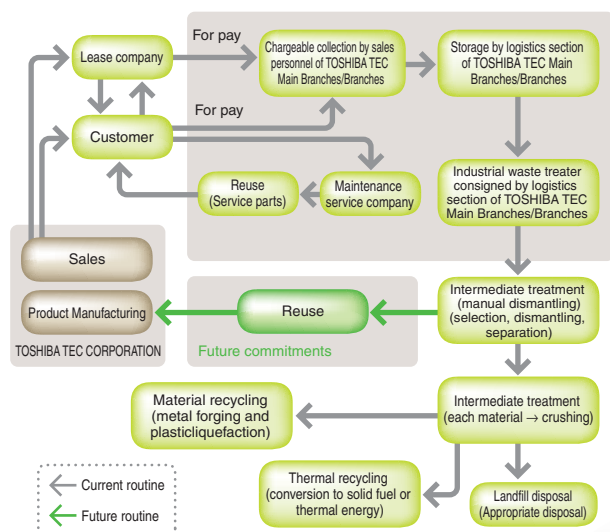 For pay
Lease company
Chargeable collection by sales
personnel of TOSHIBA TEC
Main Branches/Branches
Storage by logistics section
of TOSHIBA TEC Main
Branches/Branches
For pay
Customer
Reuse
(Service parts)
Maintenance
service company
Industrial waste treater
consigned by logistics
section of TOSHIBA TEC
Main Branches/Branches
Sales
Product Manufacturing
TOSHIBA TEC CORPORATION
Reuse
Future commitments
Intermediate treatment
(manual dismantling)
(selection, dismantling,
separation)
Material recycling
(metal forging and
plasticliquefaction)
Intermediate treatment
(each material → crushing)
Thermal recycling
(conversion to solid fuel or
thermal energy)
Landfill disposal
(Appropriate disposal)
Current routine
Future routine